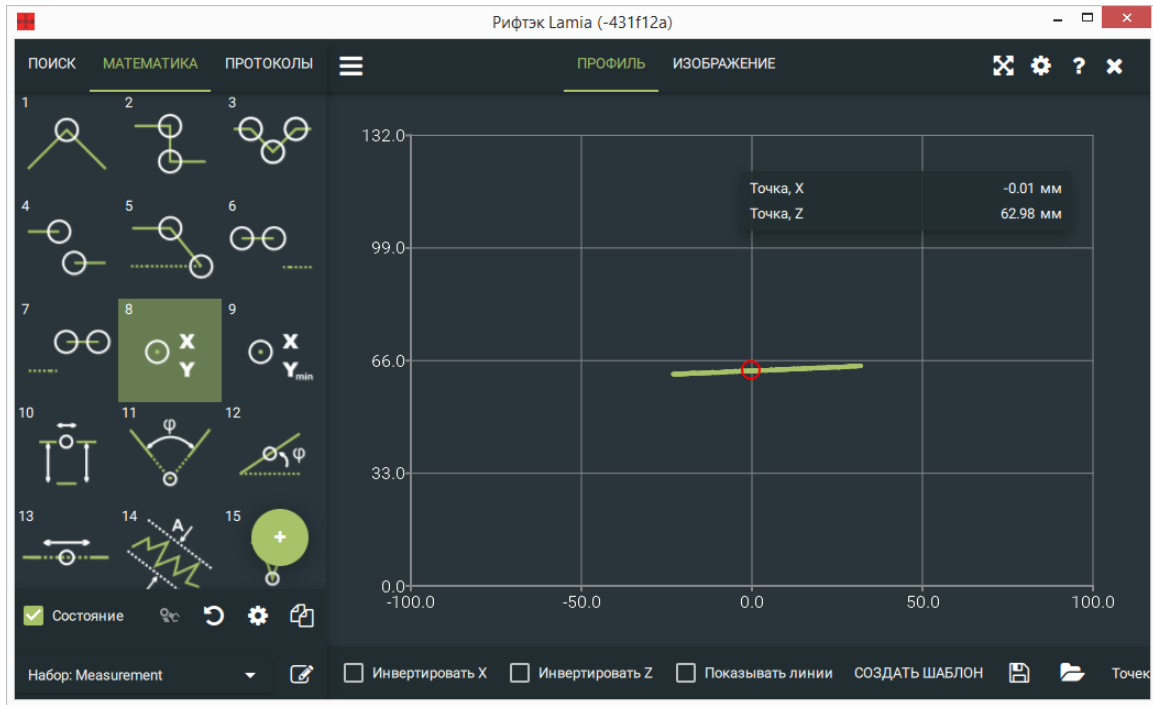 Рифтэк Lamia (-431f12a)
ПОИСК МАТЕМАТИКА ПРОТОКОЛЫ
ПРОФИЛЬ ИЗОБРАЖЕНИЕ ?
1 2 3
4 5 6
7 8 X Y 9 X Ymin
10 11 φ 12 φ
13 14 A 15 +
Состояние
Набор: Measurement
132.0
99.0
66.0
33.0
0.0
-100.0 -50.0 0.0 50.0 100.0
Точка, X -0.01 мм
Точка, Z 62.98 мм
Инвертировать X Инвертировать Z Показывать линии СОЗДАТЬ ШАБЛОН Точек